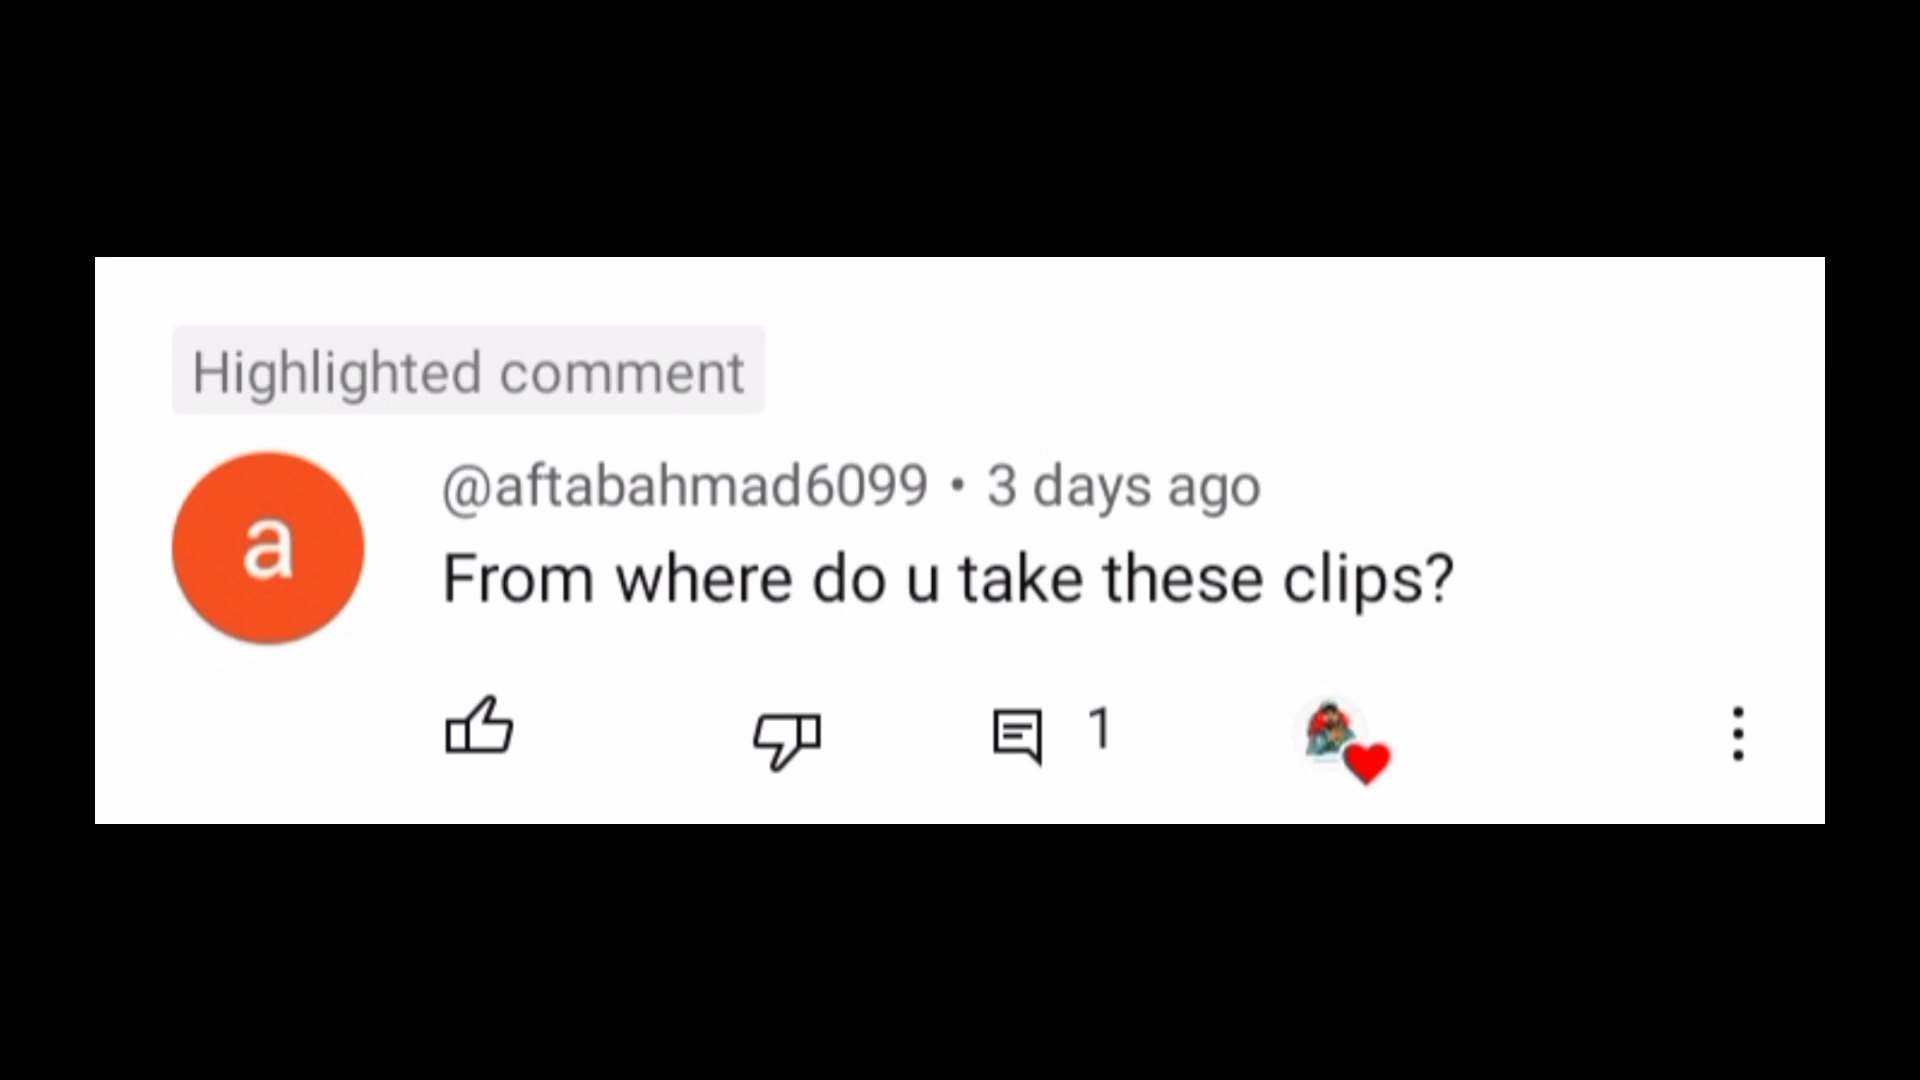 Highlighted comment
a
@aftabahmad6099 • 3 days ago
From where do u take these clips?
1